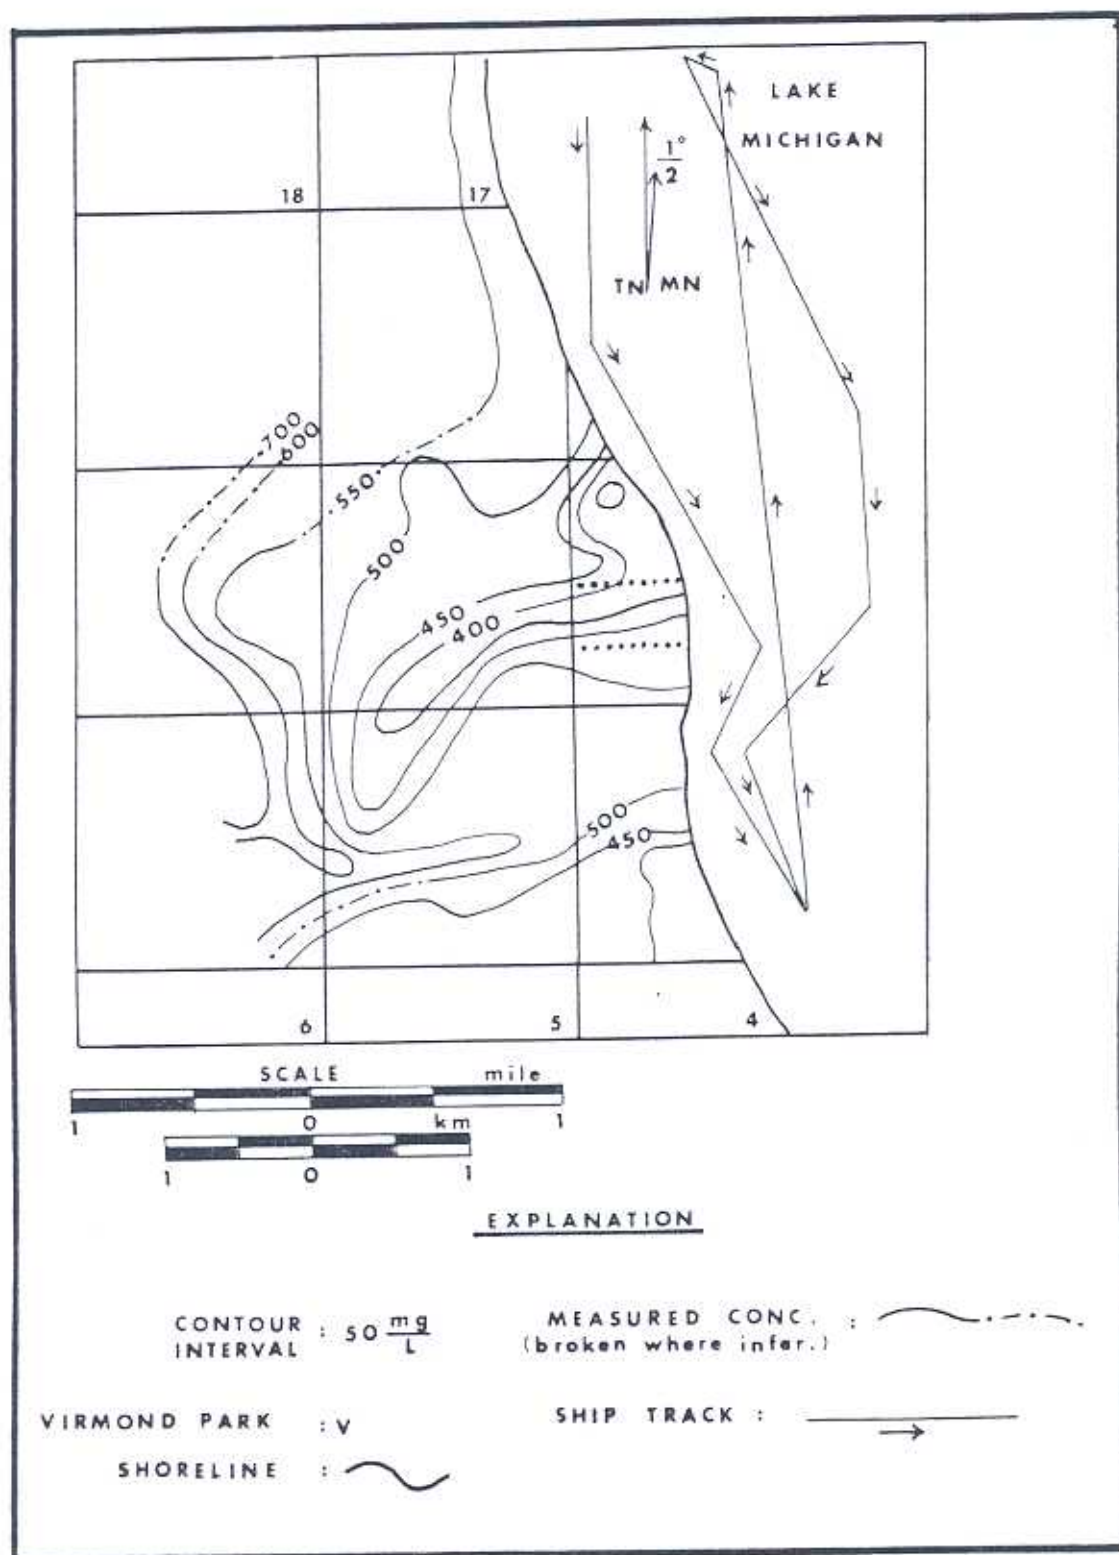 LAKE
MICHIGAN
1°
2
18
17
TN MN
700
600
550
500
450
400
500
450
6
5
4
SCALE mile
1 0 km 1
1 0 1
EXPLANATION
CONTOUR INTERVAL : 50 mg/L
MEASURED CONC. :
(broken where infer.)
VIRMOND PARK : V
SHIP TRACK :
SHORELINE :